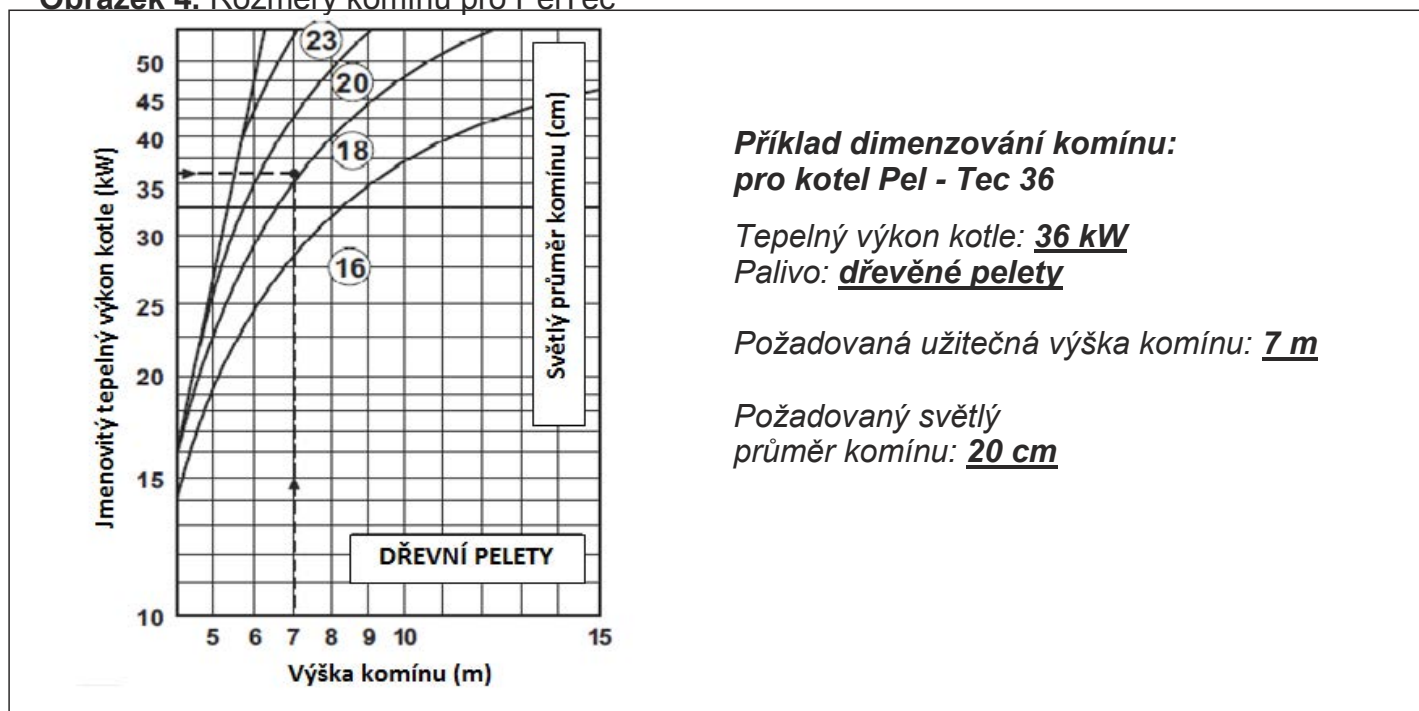 Obrázek 4. Rozměry komínu pro PelTec
50
45
40
35
30
25
20
15
10
Jmenovitý tepelný výkon kotle (kW)
23
20
18
16
Světlý průměr komínu (cm)
DŘEVNÍ PELETY
5 6 7 8 9 10 15
Výška komínu (m)
Příklad dimenzování komínu:
pro kotel Pel - Tec 36
Tepelný výkon kotle: 36 kW
Palivo: dřevěné pelety
Požadovaná užitečná výška komínu: 7 m
Požadovaný světlý
průměr komínu: 20 cm